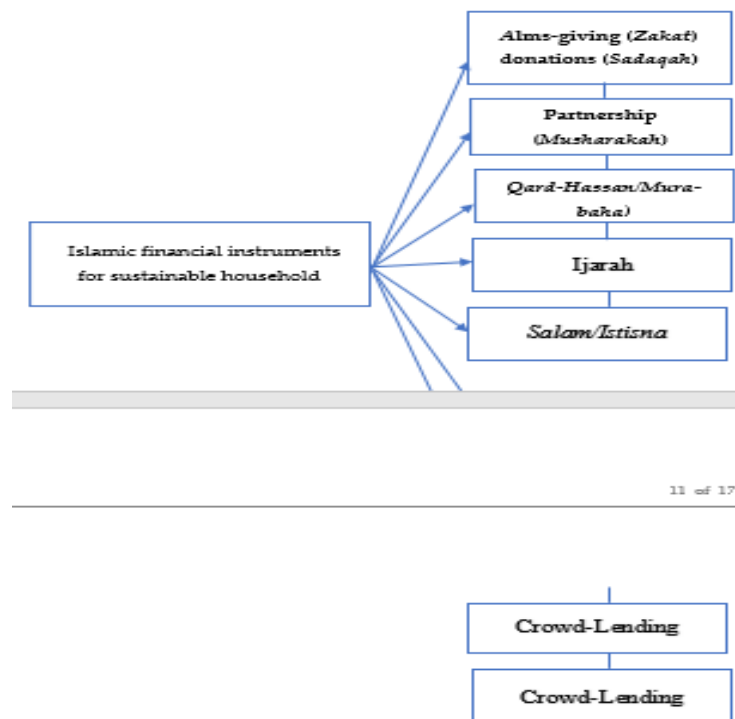 Alms-giving (Zakat)
donations (Sadaqah)
Partnership
(Musharakah)
Qard-Hassan/Mura-
baka)
Islamic financial instruments
for sustainable household
Ijarah
Salam/Istisna
11 of 17
Crowd-Lending
Crowd-Lending